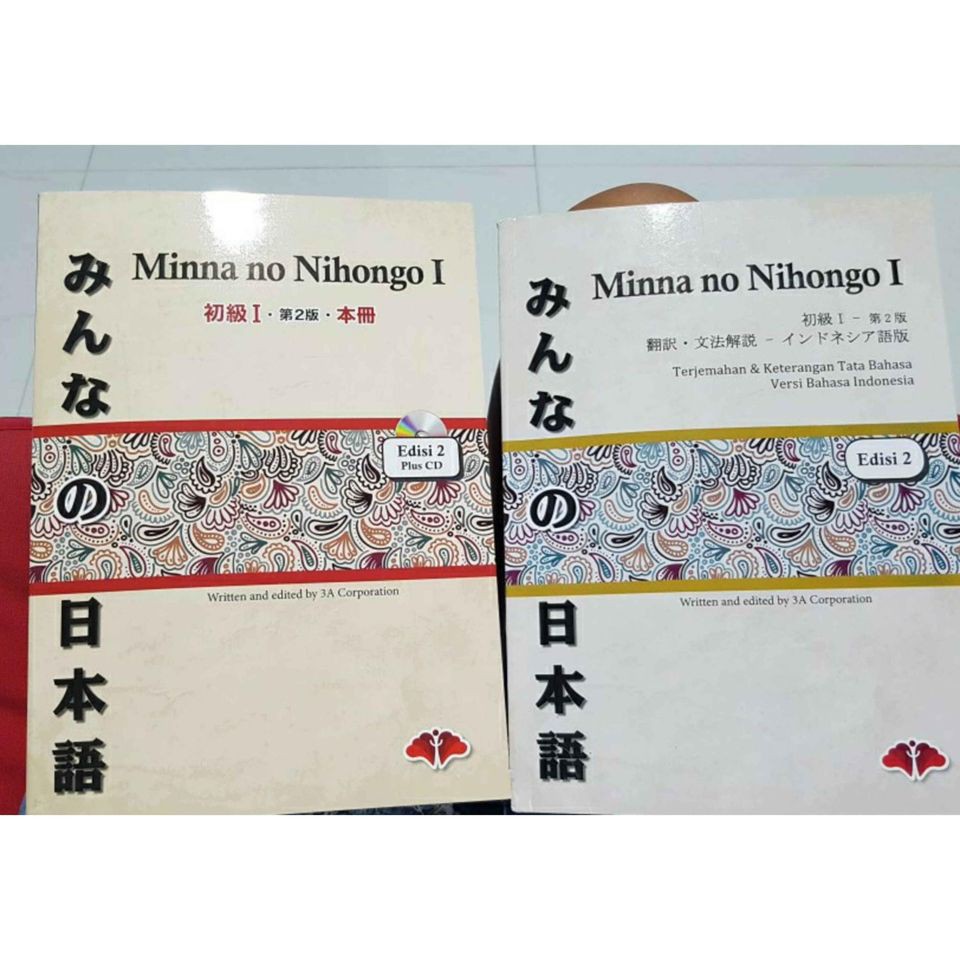 みんなの日本語
Minna no Nihongo I
初級 I・第2版・本冊
Edisi 2
Plus CD
Written and edited by 3A Corporation
みんなの日本語
Minna no Nihongo I
初級 I – 第2版
翻訳・文法解説 – インドネシア語版
Terjemahan & Keterangan Tata Bahasa
Versi Bahasa Indonesia
Edisi 2
Written and edited by 3A Corporation